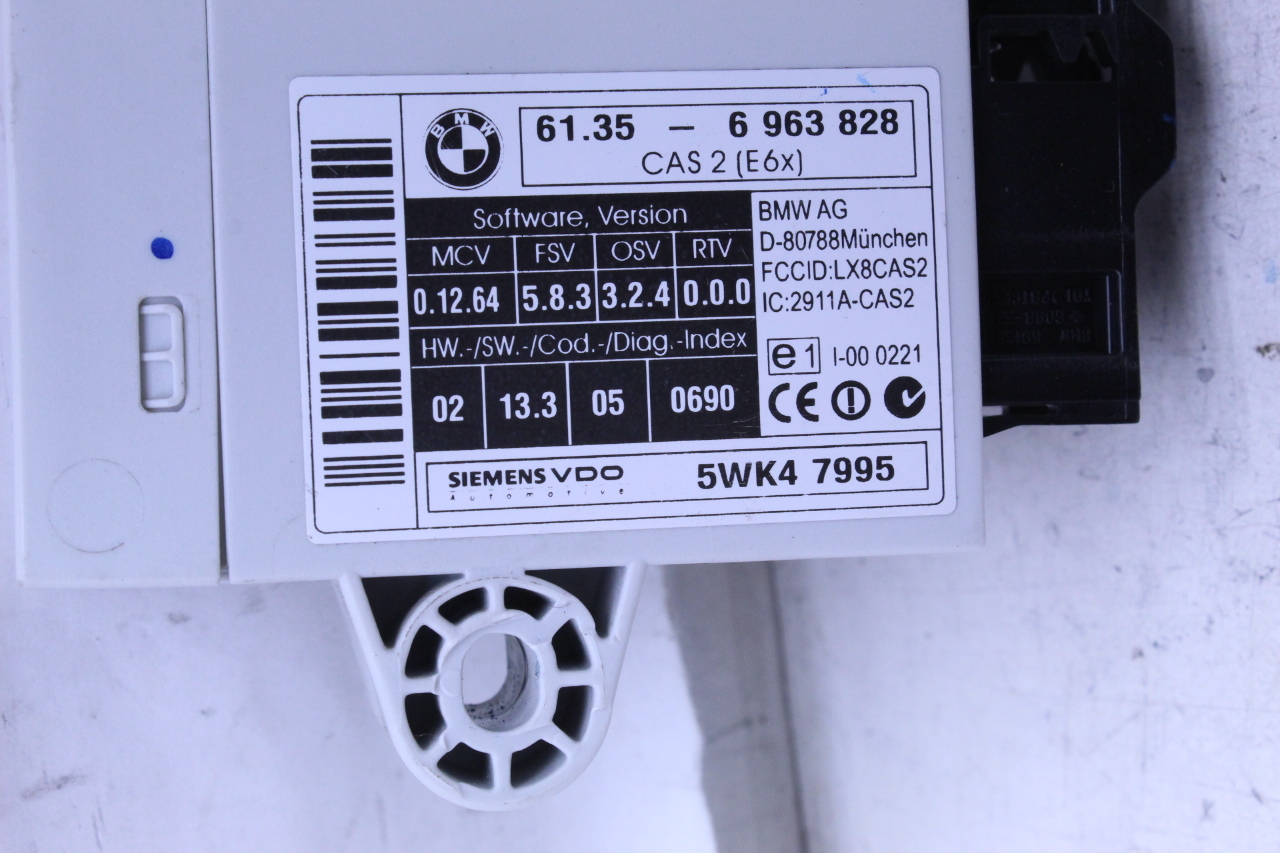 BMW
61.35 – 6 963 828
CAS 2 (E6x)
Software, Version
MCV FSV OSV RTV
0.12.64 5.8.3 3.2.4 0.0.0
HW.-/SW.-/Cod.-/Diag.-Index
02 13.3 05 0690
BMW AG
D-80788München
FCCID:LX8CAS2
IC:2911A-CAS2
e1 I-00 0221
CE
SIEMENS VDO
Automotive
5WK4 7995